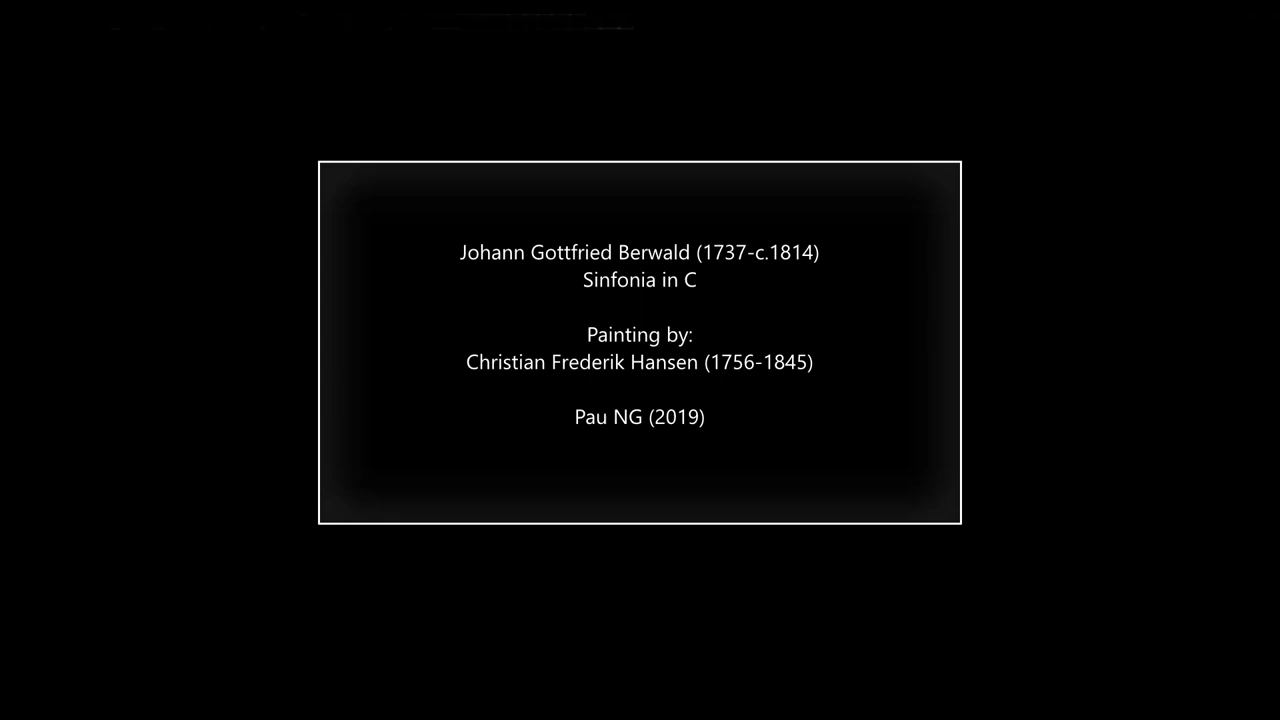 Johann Gottfried Berwald (1737-c.1814)
Sinfonia in C
Painting by:
Christian Frederik Hansen (1756-1845)
Pau NG (2019)